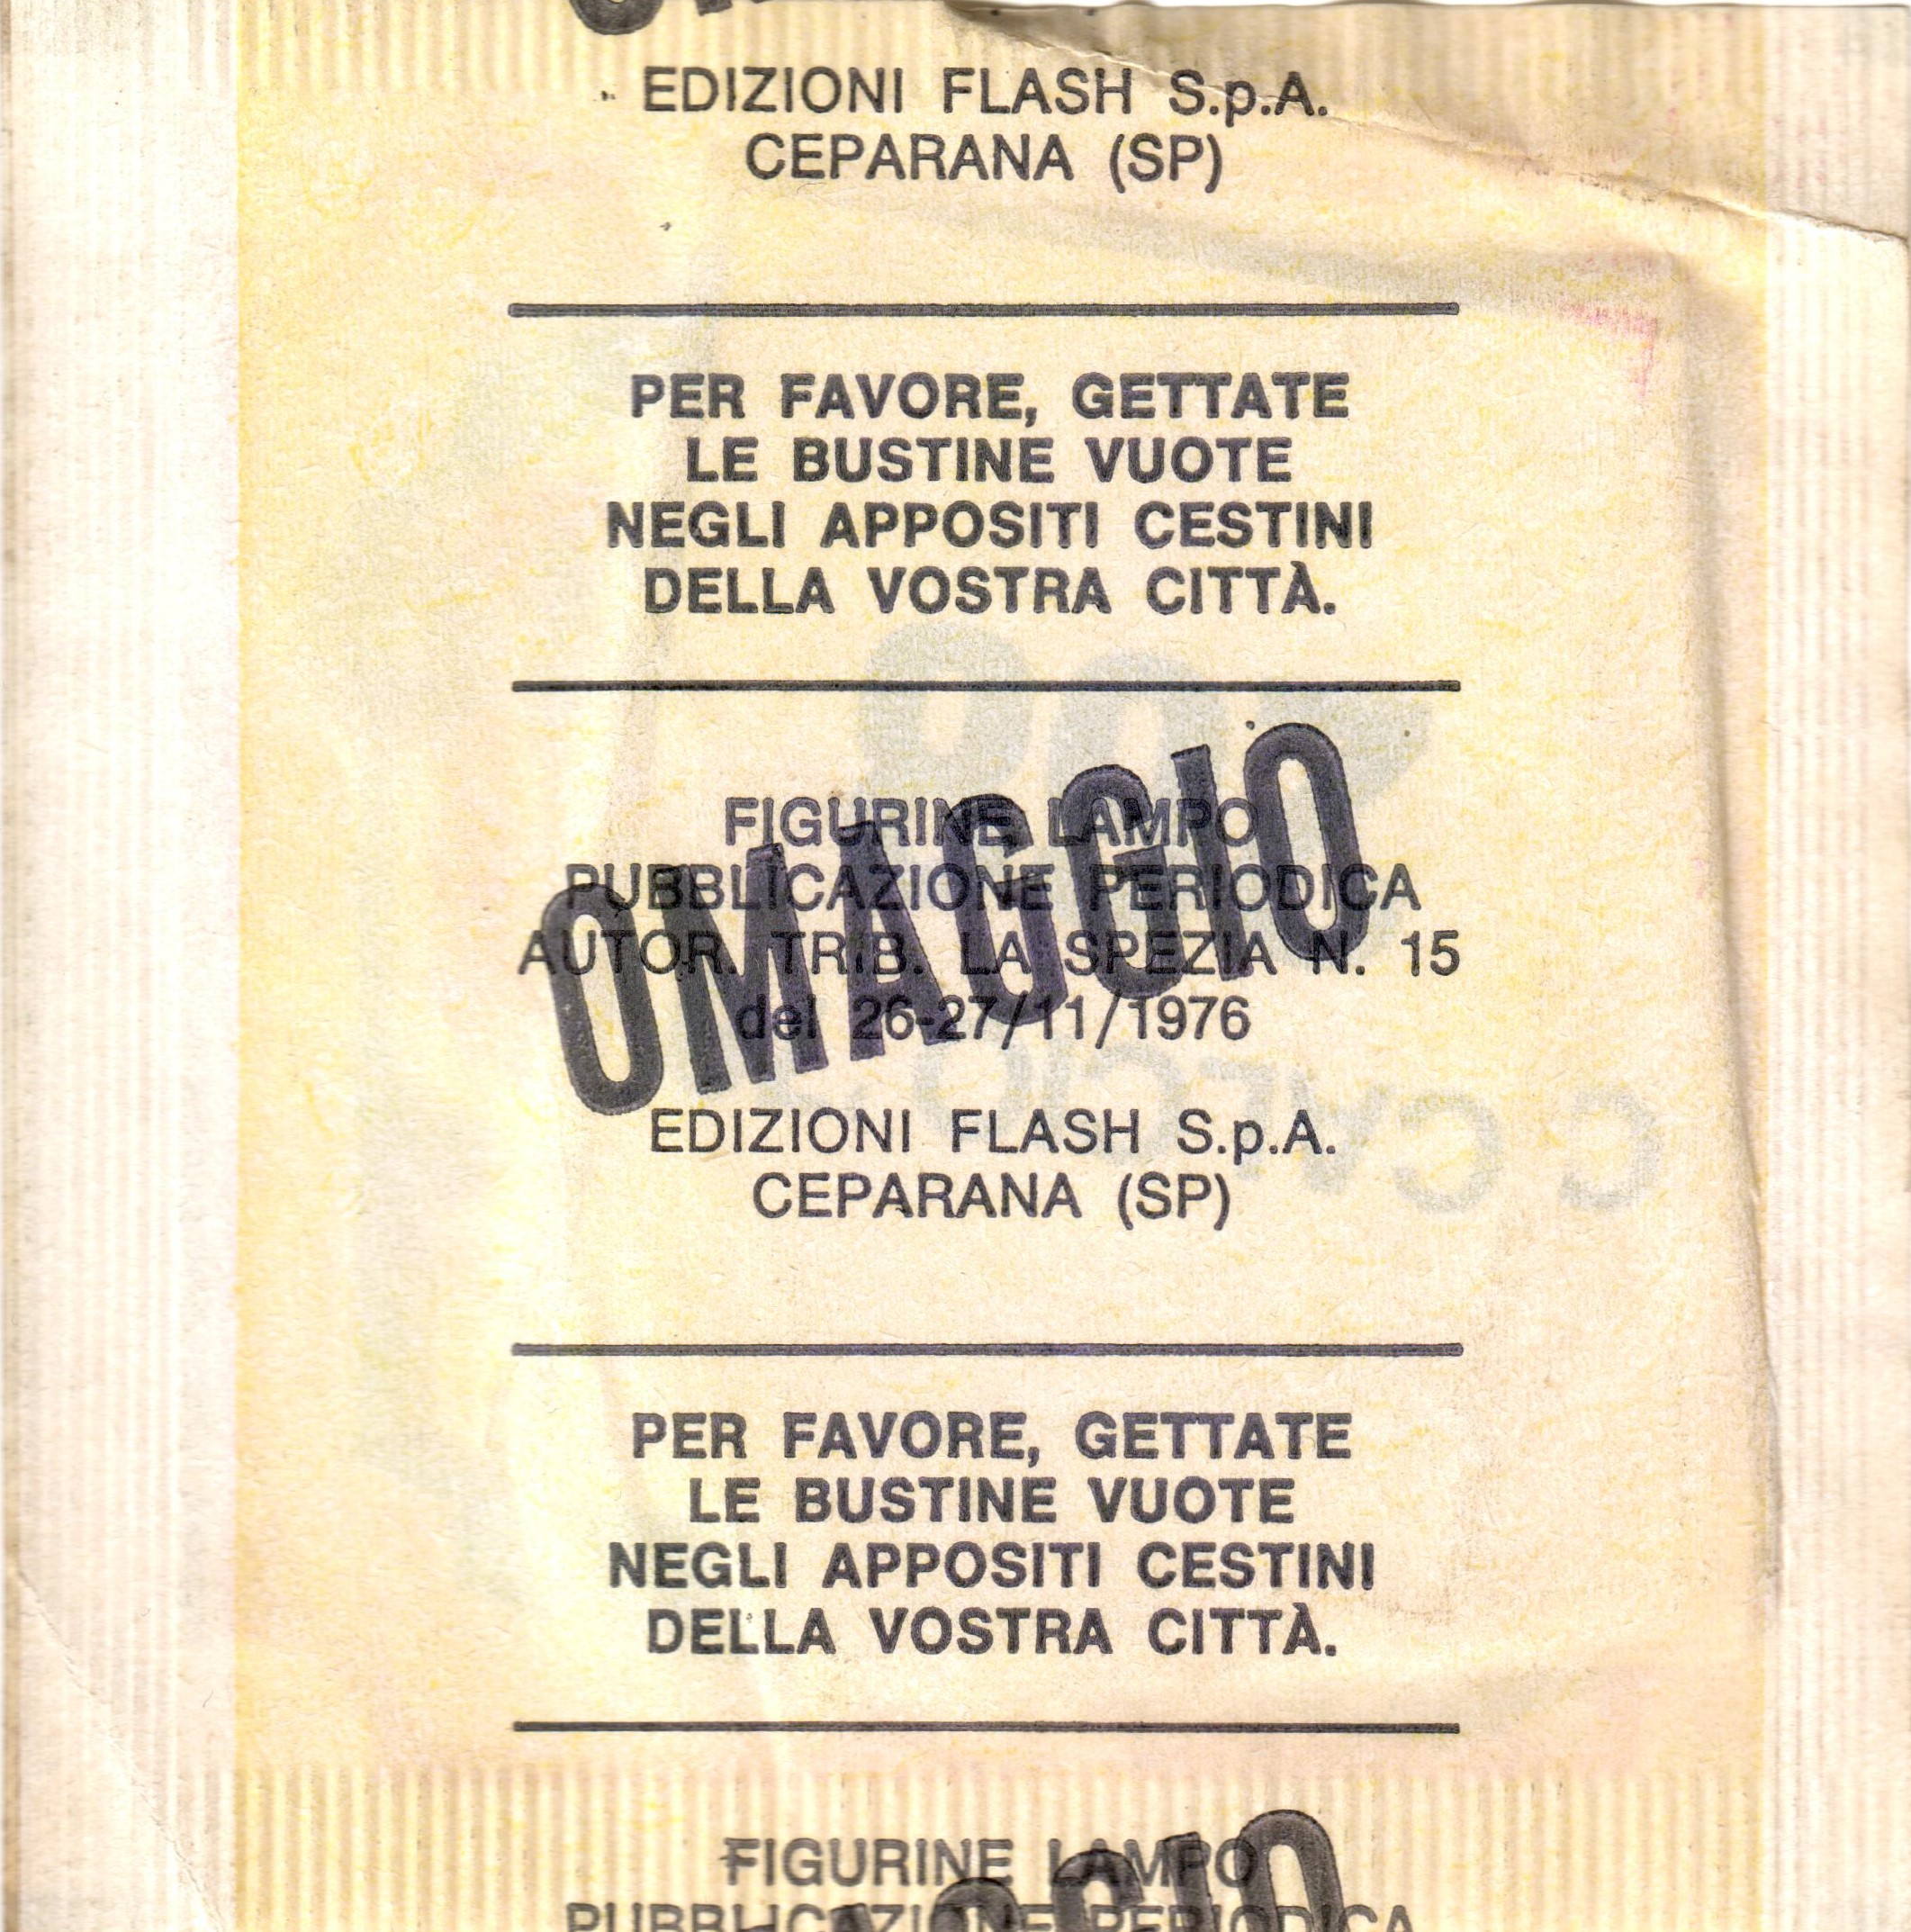 EDIZIONI FLASH S.p.A.
CEPARANA (SP)
PER FAVORE, GETTATE
LE BUSTINE VUOTE
NEGLI APPOSITI CESTINI
DELLA VOSTRA CITTÀ.
OMAGGIO
FIGURINE LAMPO
PUBBLICAZIONE PERIODICA
AUTOR. TRIB. LA SPEZIA N. 15
del 26-27/11/1976
EDIZIONI FLASH S.p.A.
CEPARANA (SP)
PER FAVORE, GETTATE
LE BUSTINE VUOTE
NEGLI APPOSITI CESTINI
DELLA VOSTRA CITTÀ.
FIGURINE LAMPO
PUBBLICAZIONE PERIODICA